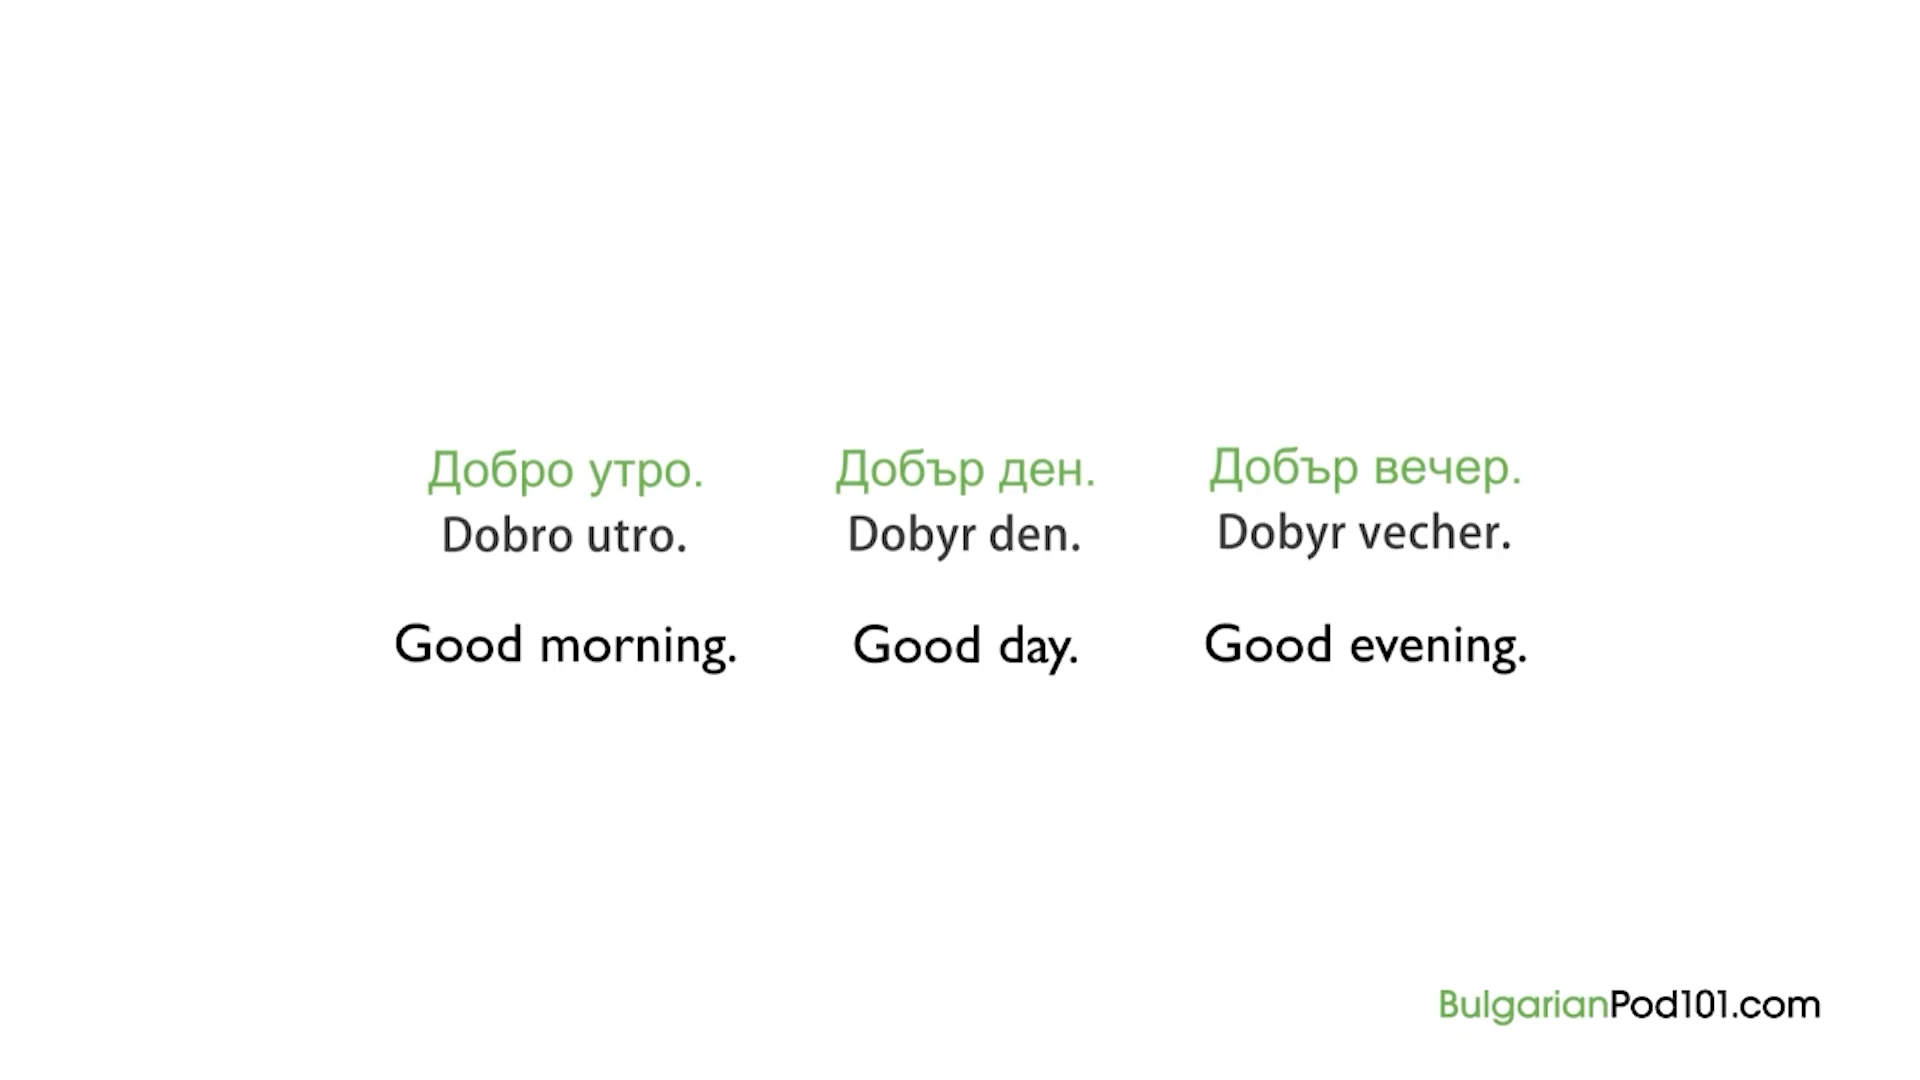 Добро утро.
Dobro utro.
Good morning.
Добър ден.
Dobyr den.
Good day.
Добър вечер.
Dobyr vecher.
Good evening.
BulgarianPod101.com